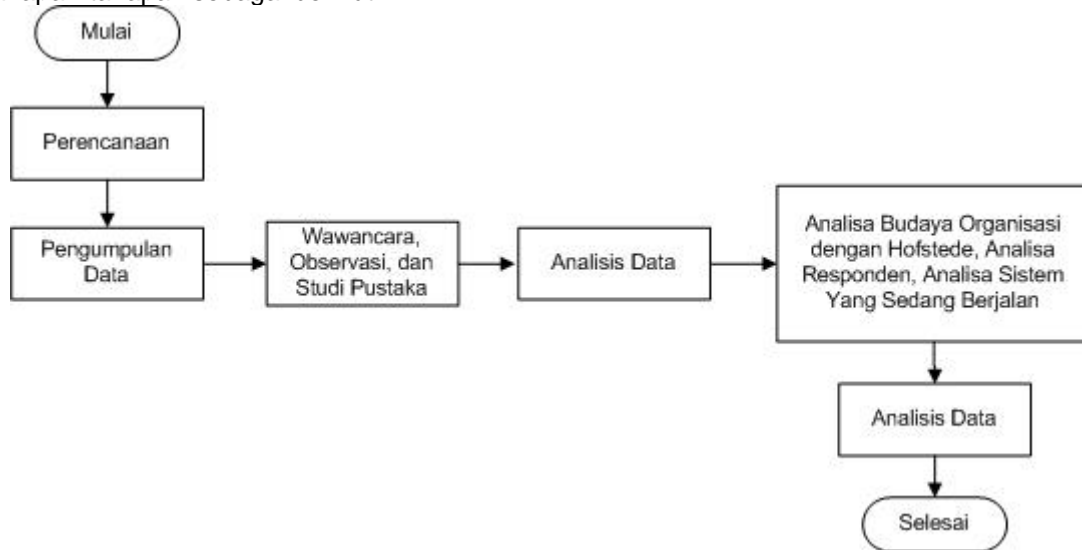 Mulai
Perencanaan
Pengumpulan
Data
Wawancara,
Observasi, dan
Studi Pustaka
Analisis Data
Analisa Budaya Organisasi
dengan Hofstede, Analisa
Responden, Analisa Sistem
Yang Sedang Berjalan
Analisis Data
Selesai